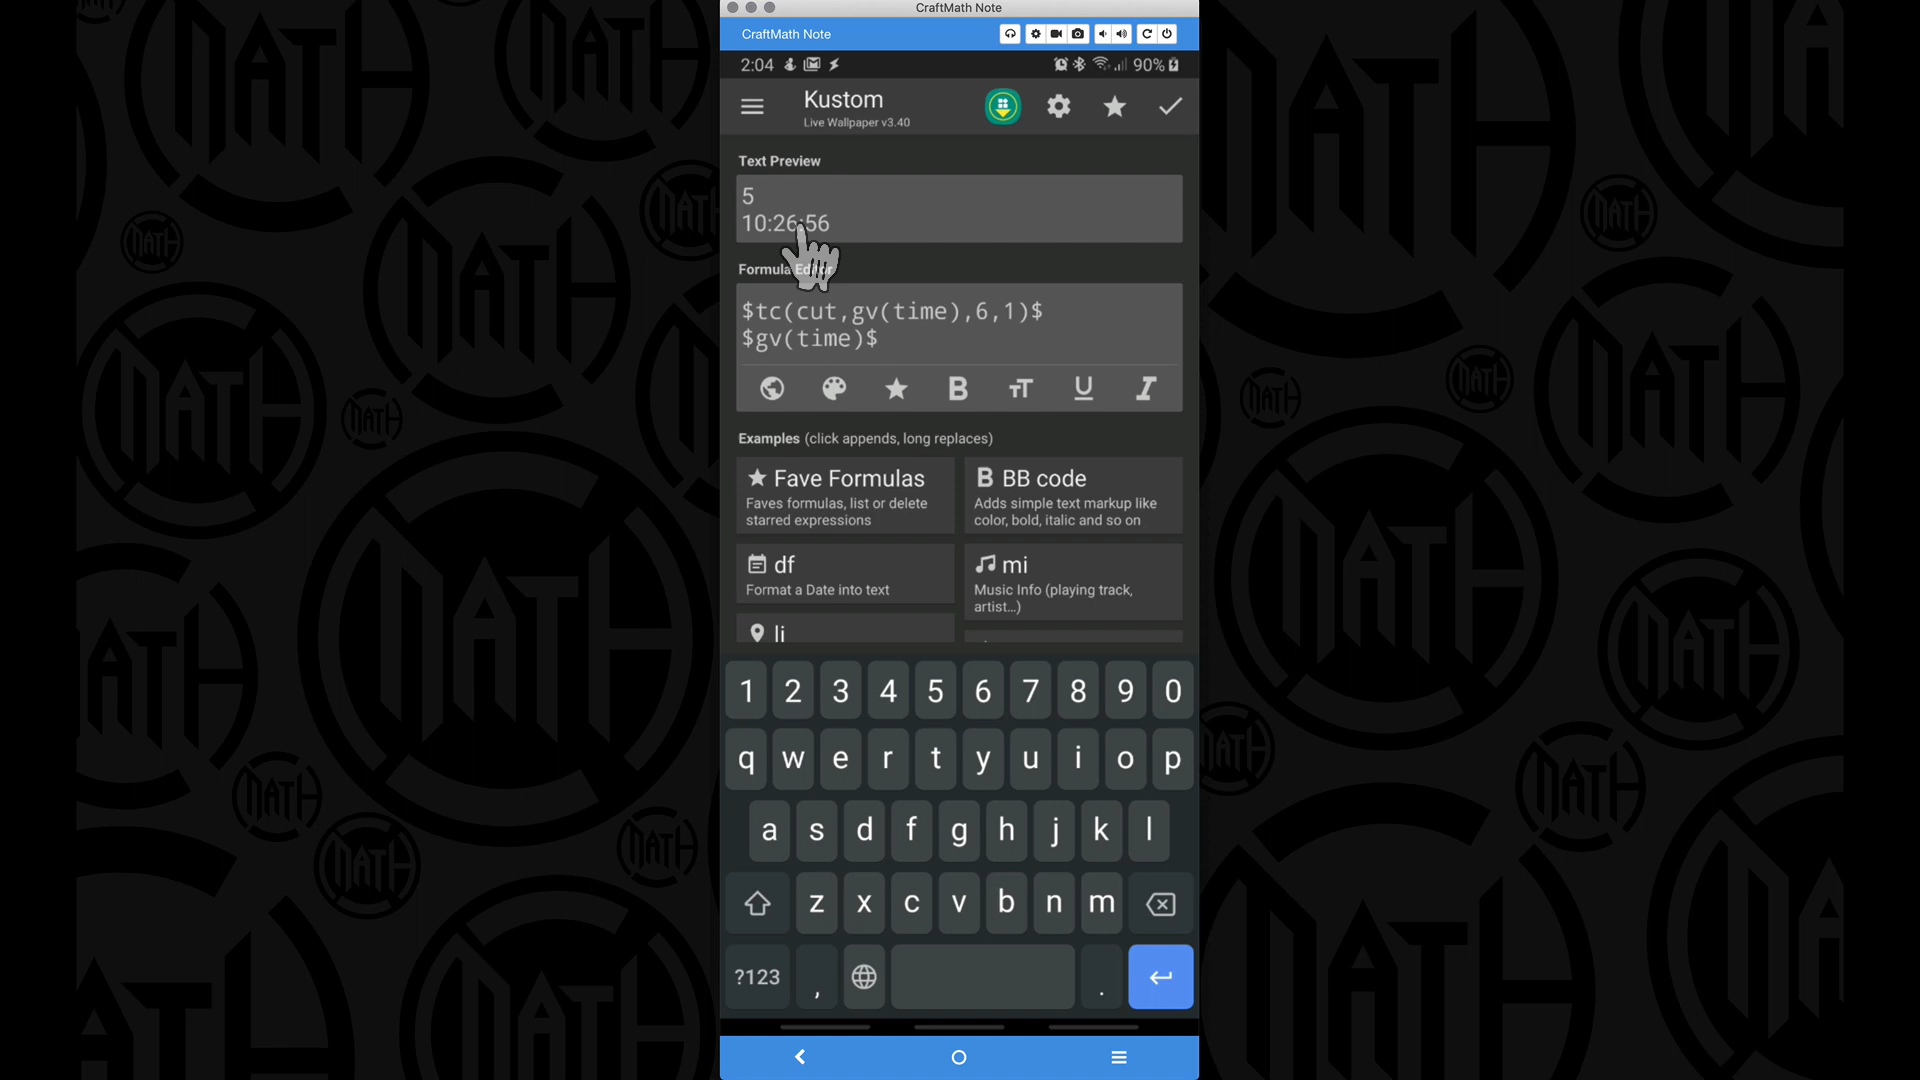 CraftMath Note
CraftMath Note
2:04
90%
Kustom
Live Wallpaper v3.40
Text Preview
5
10:26:56
Formula Editor
$tc(cut,gv(time),6,1)$
$gv(time)$
B
U
I
Examples (click appends, long replaces)
Fave Formulas
Faves formulas, list or delete
starred expressions
B BB code
Adds simple text markup like
color, bold, italic and so on
df
Format a Date into text
mi
Music Info (playing track,
artist...)
li
1 2 3 4 5 6 7 8 9 0
q w e r t y u i o p
a s d f g h j k l
z x c v b n m
?123 , .
MATH